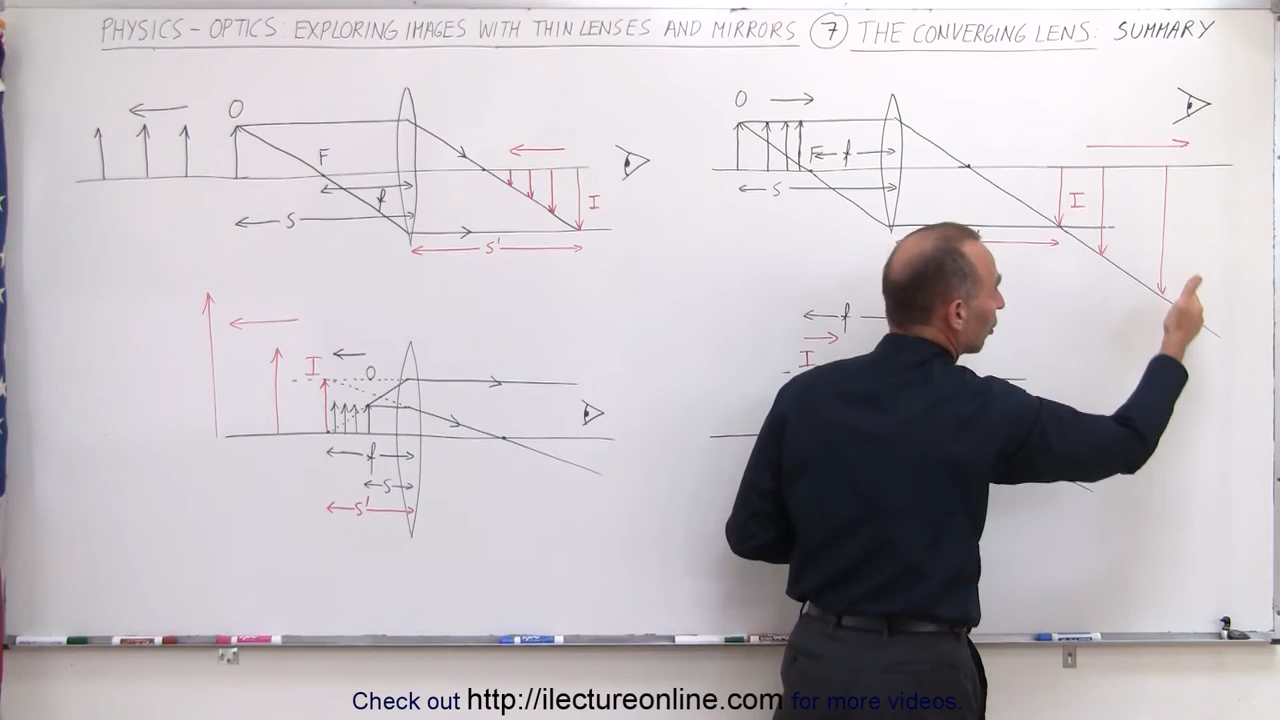 PHYSICS - OPTICS: EXPLORING IMAGES WITH THIN LENSES AND MIRRORS 7 THE CONVERGING LENS: SUMMARY
O
F
f
S
I
S'
O
F
f
S
I
I
O
f
S
S'
f
I
Check out http://ilectureonline.com for more videos.